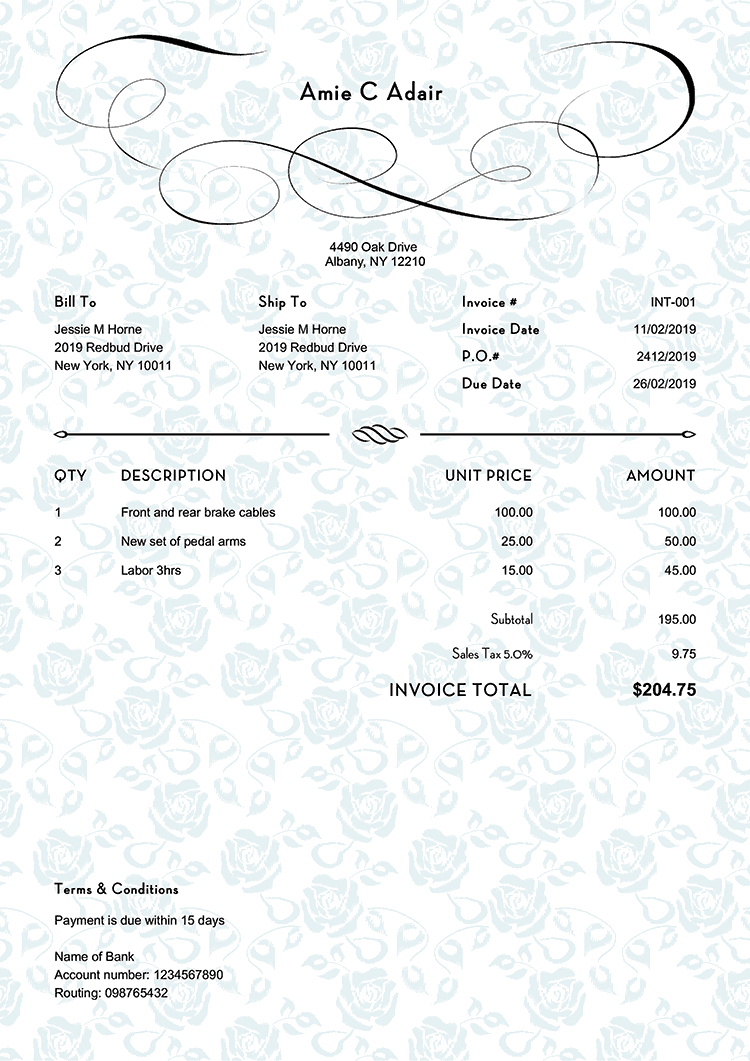 Amie C Adair
4490 Oak Drive
Albany, NY 12210
Bill To
Jessie M Horne
2019 Redbud Drive
New York, NY 10011
Ship To
Jessie M Horne
2019 Redbud Drive
New York, NY 10011
Invoice # INT-001
Invoice Date 11/02/2019
P.O.# 2412/2019
Due Date 26/02/2019
QTY DESCRIPTION UNIT PRICE AMOUNT
1 Front and rear brake cables 100.00 100.00
2 New set of pedal arms 25.00 50.00
3 Labor 3hrs 15.00 45.00
Subtotal 195.00
Sales Tax 5.0% 9.75
INVOICE TOTAL $204.75
Terms & Conditions
Payment is due within 15 days
Name of Bank
Account number: 1234567890
Routing: 098765432